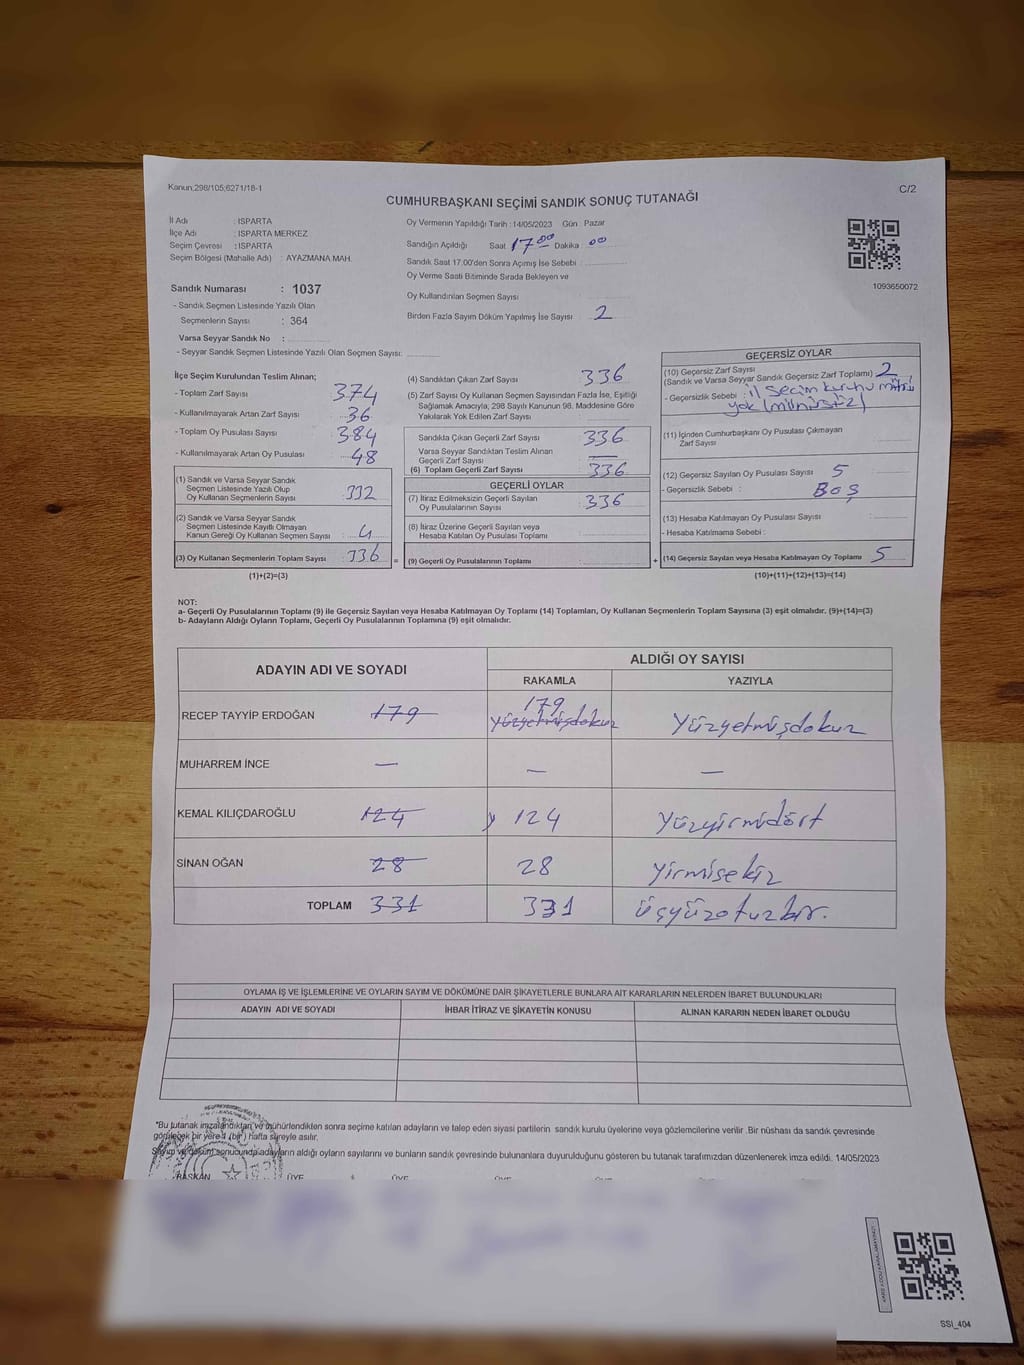 Kanun;298/105;6271/18-1
C/2
CUMHURBAŞKANI SEÇİMİ SANDIK SONUÇ TUTANAĞI
İl Adı : ISPARTA
İlçe Adı : ISPARTA MERKEZ
Seçim Çevresi : ISPARTA
Seçim Bölgesi (Mahalle Adı) : AYAZMANA MAH.
Sandık Numarası : 1037
- Sandık Seçmen Listesinde Yazılı Olan
Seçmenlerin Sayısı : 364
Varsa Seyyar Sandık No :
- Seyyar Sandık Seçmen Listesinde Yazılı Olan Seçmen Sayısı:
Oy Vermenin Yapıldığı Tarih : 14/05/2023 Gün Pazar
Sandığın Açıldığı Saat 17.00 Dakika 00
Sandık Saat 17.00'den Sonra Açımış İse Sebebi :
Oy Verme Saati Bitiminde Sırada Bekleyen ve
Oy Kullandırılan Seçmen Sayısı
Birden Fazla Sayım Döküm Yapılmış İse Sayısı 2
1093650072
İlçe Seçim Kurulundan Teslim Alınan;
- Toplam Zarf Sayısı 374
- Kullanılmayarak Artan Zarf Sayısı 36
- Toplam Oy Pusulası Sayısı 384
- Kullanılmayarak Artan Oy Pusulası 48
(1) Sandık ve Varsa Seyyar Sandık
Seçmen Listesinde Yazılı Olup
Oy Kullanan Seçmenlerin Sayısı 332
(2) Sandık ve Varsa Seyyar Sandık
Seçmen Listesinde Kayıtlı Olmayan
Kanun Gereği Oy Kullanan Seçmen Sayısı 4
(3) Oy Kullanan Seçmenlerin Toplam Sayısı 336 =
(1)+(2)=(3)
(4) Sandıktan Çıkan Zarf Sayısı 336
(5) Zarf Sayısı Oy Kullanan Seçmen Sayısından Fazla İse, Eşitliği
Sağlamak Amacıyla, 298 Sayılı Kanunun 98. Maddesine Göre
Yakılarak Yok Edilen Zarf Sayısı
Sandıkla Çıkan Geçerli Zarf Sayısı 336
Varsa Seyyar Sandıktan Teslim Alınan
Geçerli Zarf Sayısı —
(6) Toplam Geçerli Zarf Sayısı 336
GEÇERLİ OYLAR
(7) İtiraz Edilmeksizin Geçerli Sayılan
Oy Pusulalarının Sayısı 336
(8) İtiraz Üzerine Geçerli Sayılan veya
Hesaba Katılan Oy Pusulası Toplamı
(9) Geçerli Oy Pusulalarının Toplamı +
GEÇERSİZ OYLAR
(10) Geçersiz Zarf Sayısı 2
(Sandık ve Varsa Seyyar Sandık Geçersiz Zarf Toplamı)
- Geçersizlik Sebebi : il Seçim kurulu mührü
yok (mühürsüz)
(11) İçinden Cumhurbaşkanı Oy Pusulası Çıkmayan
Zarf Sayısı
(12) Geçersiz Sayılan Oy Pusulası Sayısı 5
- Geçersizlik Sebebi : Boş
(13) Hesaba Katılmayan Oy Pusulası Sayısı
- Hesaba Katılmama Sebebi :
(14) Geçersiz Sayılan veya Hesaba Katılmayan Oy Toplamı 5
(10)+(11)+(12)+(13)=(14)
NOT:
a- Geçerli Oy Pusulalarının Toplamı (9) ile Geçersiz Sayılan veya Hesaba Katılmayan Oy Toplamı (14) Toplamları, Oy Kullanan Seçmenlerin Toplam Sayısına (3) eşit olmalıdır. (9)+(14)=(3)
b- Adayların Aldığı Oyların Toplamı, Geçerli Oy Pusulalarının Toplamına (9) eşit olmalıdır.
ADAYIN ADI VE SOYADI
ALDIĞI OY SAYISI
RAKAMLA YAZIYLA
RECEP TAYYİP ERDOĞAN 179 179 yüzyetmişdokuz yüzyetmişdokuz
MUHARREM İNCE — — —
KEMAL KILIÇDAROĞLU 124 y 124 yüzyirmidört
SİNAN OĞAN 28 28 yirmisekiz
TOPLAM 331 331 üçyüzotuzbir.
OYLAMA İŞ VE İŞLEMLERİNE VE OYLARIN SAYIM VE DÖKÜMÜNE DAİR ŞİKAYETLERLE BUNLARA AİT KARARLARIN NELERDEN İBARET BULUNDUKLARI
ADAYIN ADI VE SOYADI İHBAR İTİRAZ VE ŞİKAYETİN KONUSU ALINAN KARARIN NEDEN İBARET OLDUĞU
*Bu tutanak imzalandıktan ve mühürlendikten sonra seçime katılan adayların ve talep eden siyasi partilerin sandık kurulu üyelerine veya gözlemcilerine verilir. Bir nüshası da sandık çevresinde
görülecek bir yere 1 (bir) hafta süreyle asılır.
Sayım ve döküm sonucunda adayların aldığı oyların sayılarını ve bunların sandık çevresinde bulunanlara duyurulduğunu gösteren bu tutanak tarafımızdan düzenlenerek imza edildi. 14/05/2023
BAŞKAN ÜYE ÜYE ÜYE
SSİ_404